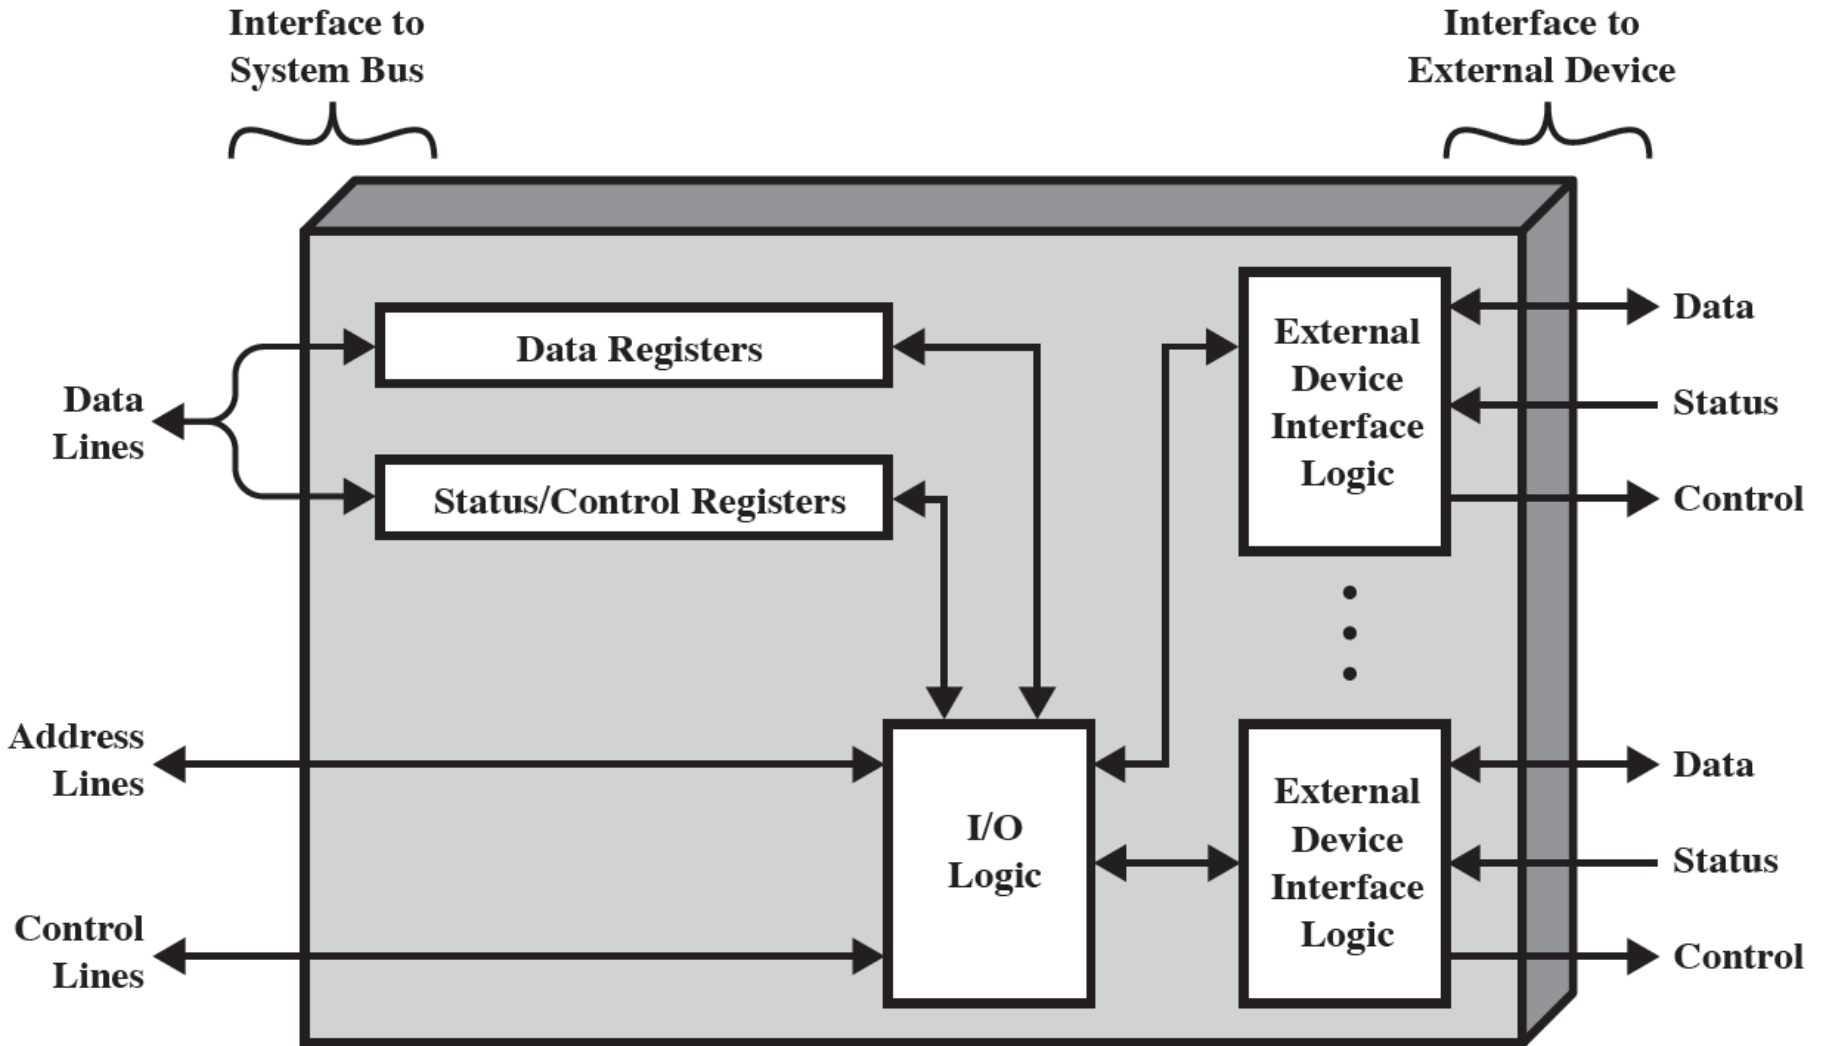 Interface to
System Bus
Interface to
External Device
Data Registers
Status/Control Registers
Data
Lines
Address
Lines
Control
Lines
I/O
Logic
External
Device
Interface
Logic
Data
Status
Control
External
Device
Interface
Logic
Data
Status
Control